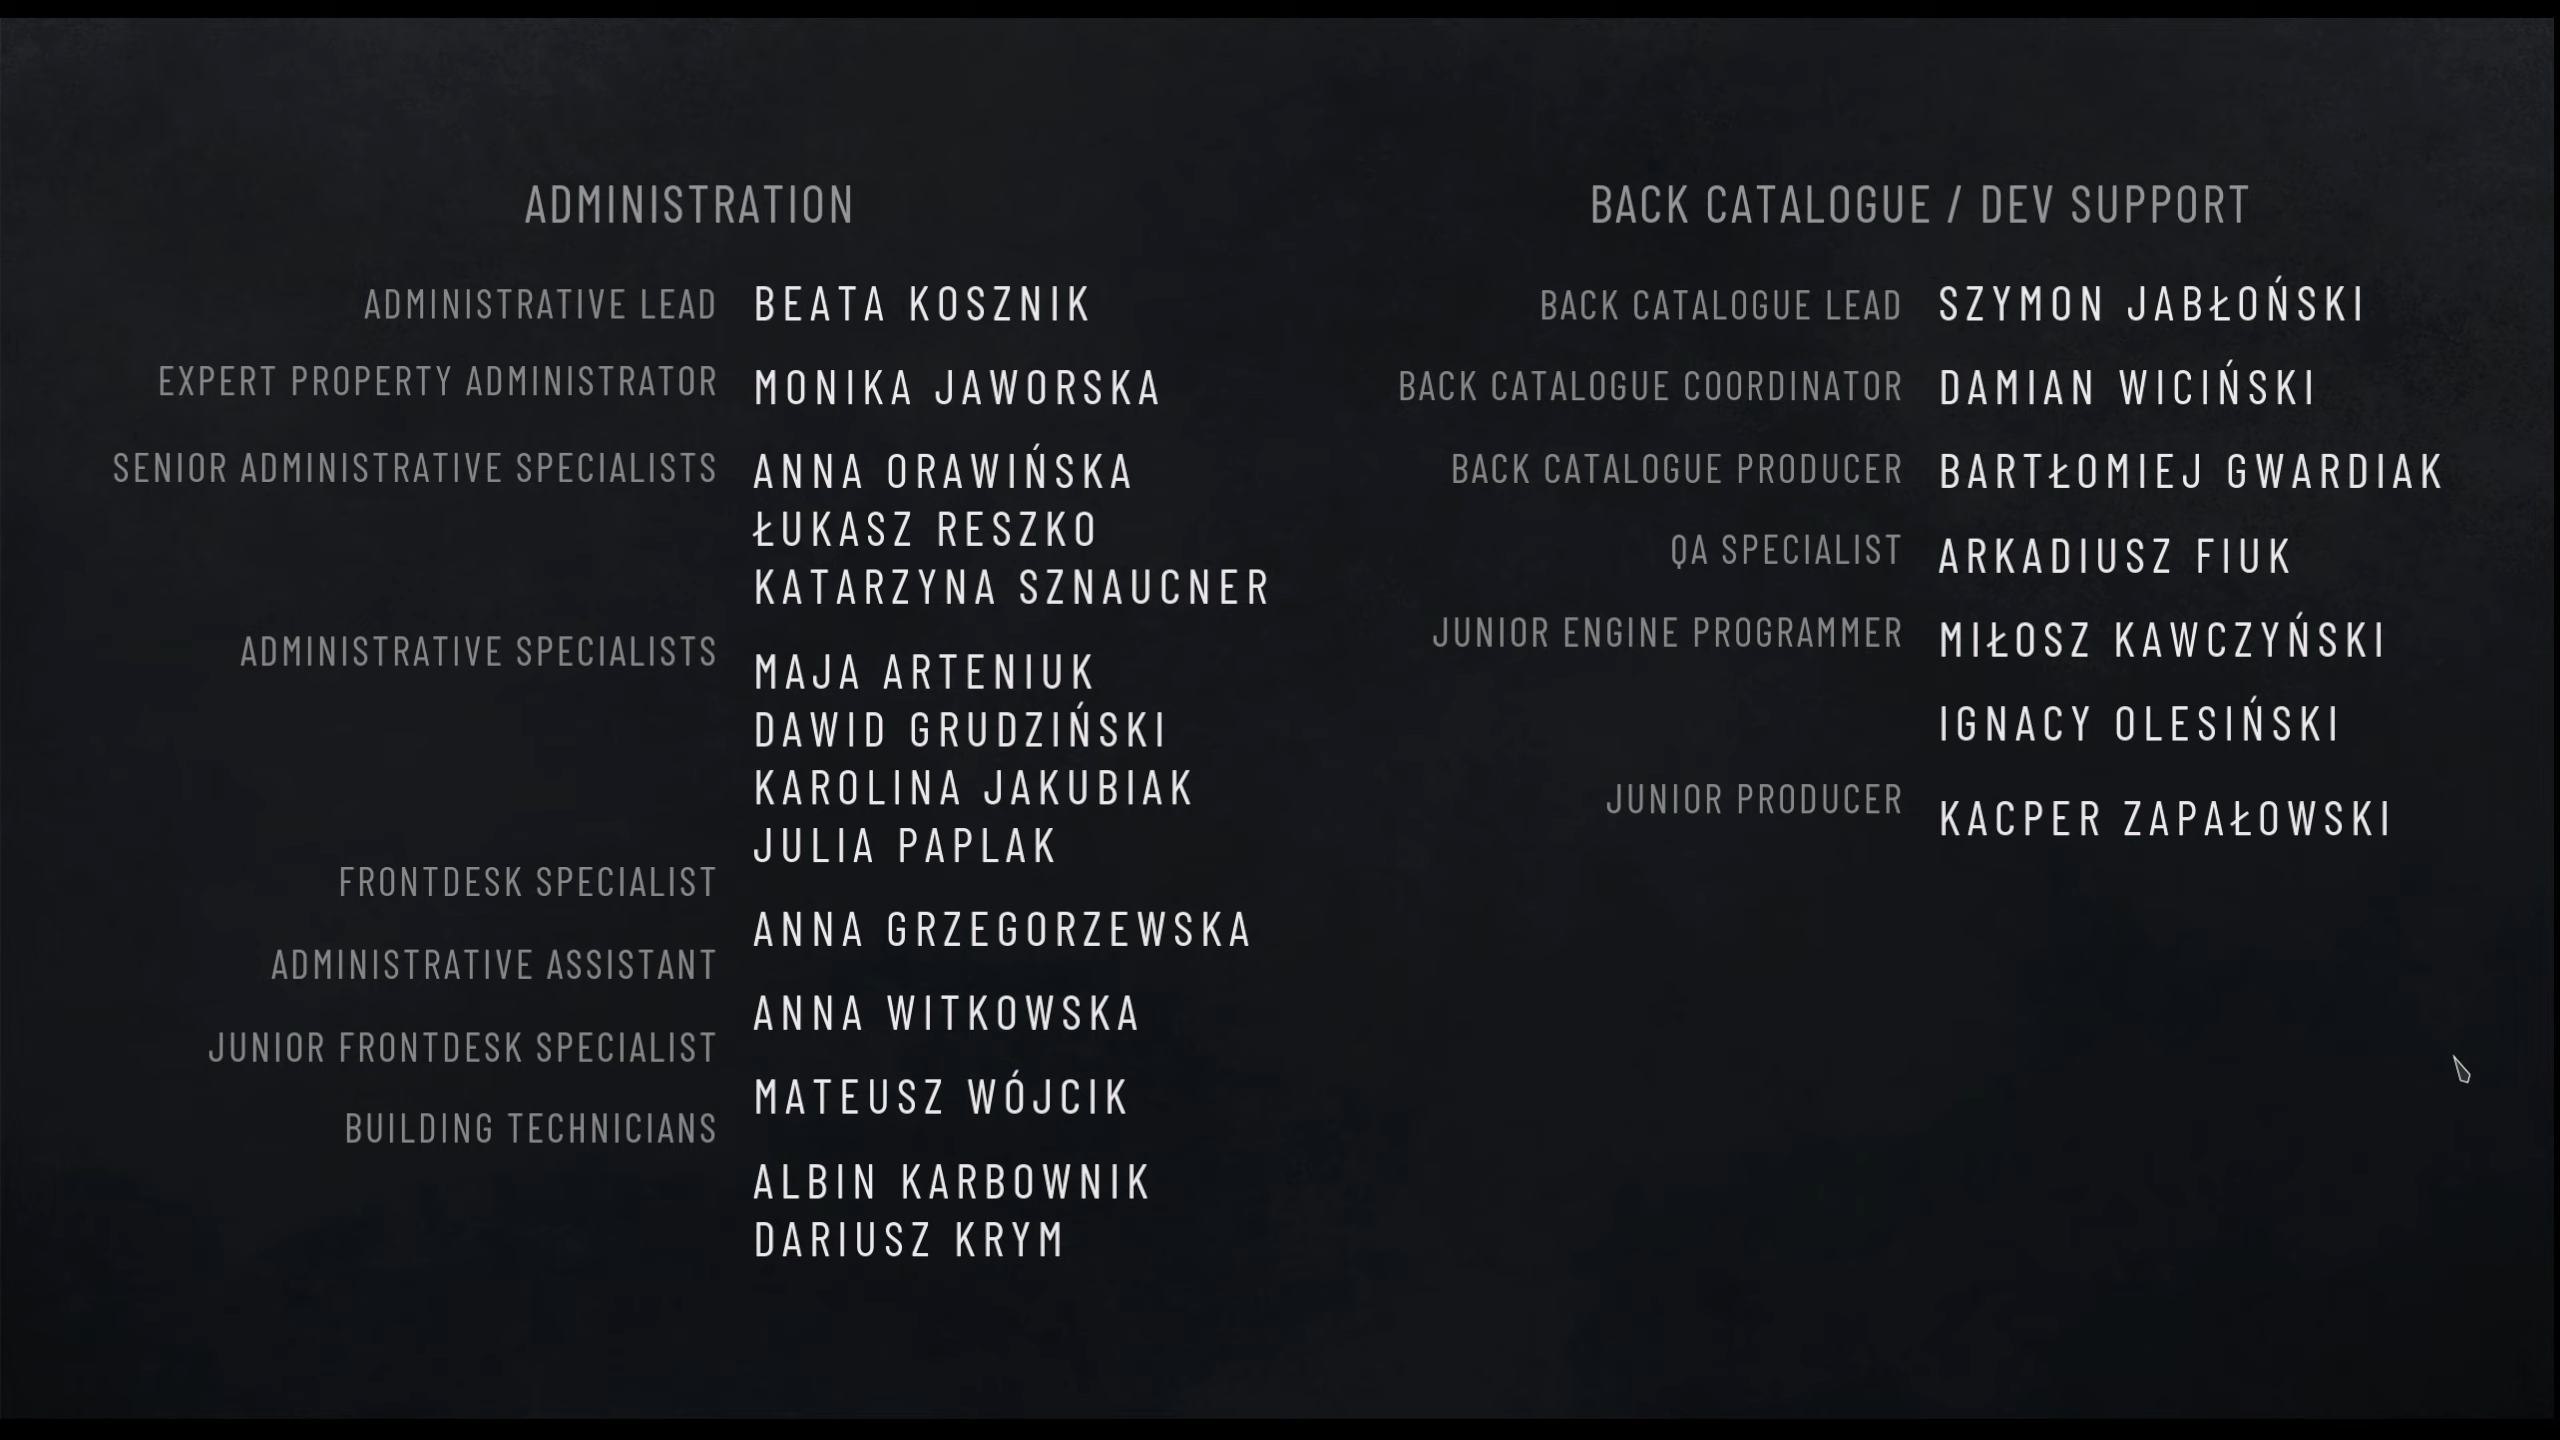 ADMINISTRATION
ADMINISTRATIVE LEAD BEATA KOSZNIK
EXPERT PROPERTY ADMINISTRATOR MONIKA JAWORSKA
SENIOR ADMINISTRATIVE SPECIALISTS ANNA ORAWIŃSKA
ŁUKASZ RESZKO
KATARZYNA SZNAUCNER
ADMINISTRATIVE SPECIALISTS MAJA ARTENIUK
DAWID GRUDZIŃSKI
KAROLINA JAKUBIAK
JULIA PAPLAK
FRONTDESK SPECIALIST ANNA GRZEGORZEWSKA
ADMINISTRATIVE ASSISTANT ANNA WITKOWSKA
JUNIOR FRONTDESK SPECIALIST MATEUSZ WÓJCIK
BUILDING TECHNICIANS ALBIN KARBOWNIK
DARIUSZ KRYM
BACK CATALOGUE / DEV SUPPORT
BACK CATALOGUE LEAD SZYMON JABŁOŃSKI
BACK CATALOGUE COORDINATOR DAMIAN WICIŃSKI
BACK CATALOGUE PRODUCER BARTŁOMIEJ GWARDIAK
QA SPECIALIST ARKADIUSZ FIUK
JUNIOR ENGINE PROGRAMMER MIŁOSZ KAWCZYŃSKI
IGNACY OLESIŃSKI
JUNIOR PRODUCER KACPER ZAPAŁOWSKI